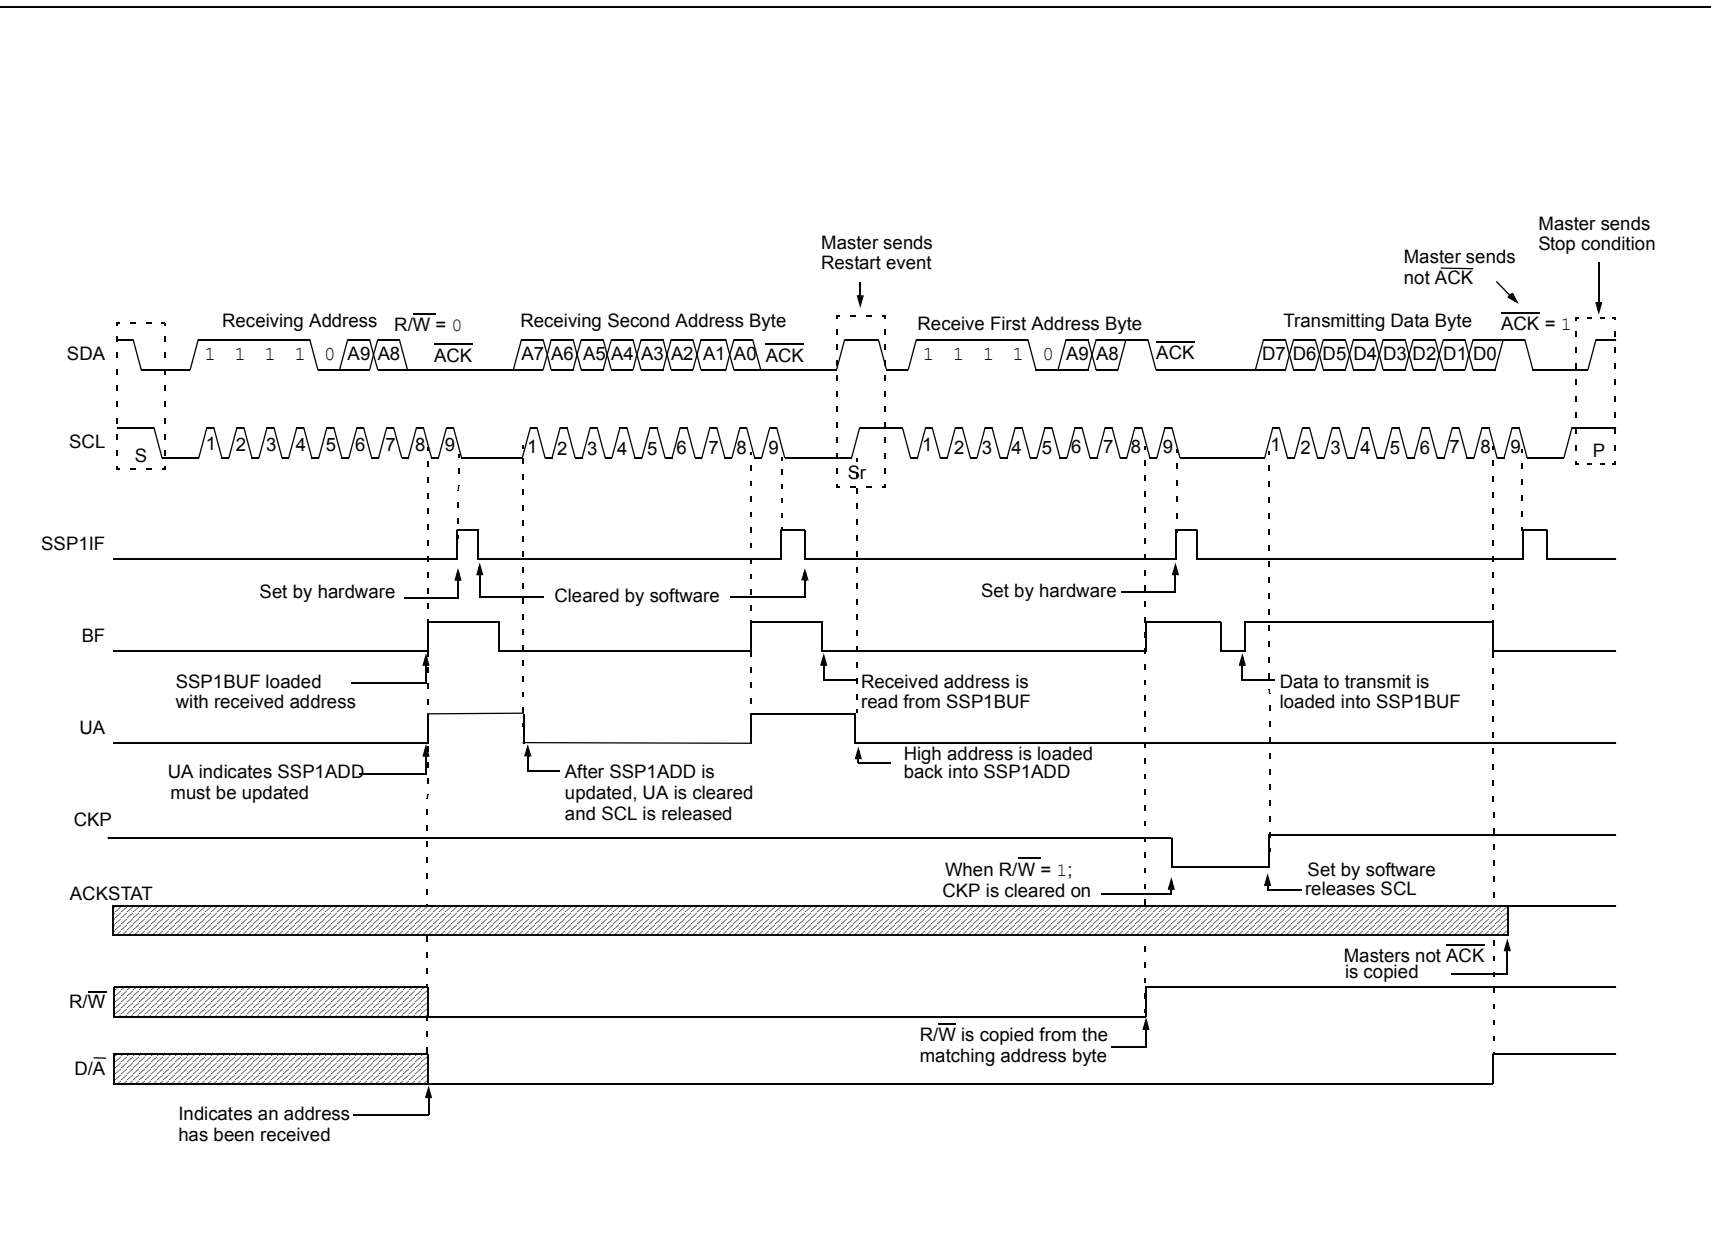 Master sends
Stop condition
Master sends
Restart event
Master sends
not ACK
Receiving Address R/W = 0
Receiving Second Address Byte
Receive First Address Byte
Transmitting Data Byte
ACK = 1
SDA
1 1 1 1 0 A9 A8 ACK
A7 A6 A5 A4 A3 A2 A1 A0 ACK
1 1 1 1 0 A9 A8 ACK
D7 D6 D5 D4 D3 D2 D1 D0
SCL
S
1 2 3 4 5 6 7 8 9
1 2 3 4 5 6 7 8 9
Sr
1 2 3 4 5 6 7 8 9
1 2 3 4 5 6 7 8 9
P
SSP1IF
Set by hardware
Cleared by software
Set by hardware
BF
SSP1BUF loaded
with received address
Received address is
read from SSP1BUF
Data to transmit is
loaded into SSP1BUF
UA
UA indicates SSP1ADD
must be updated
After SSP1ADD is
updated, UA is cleared
and SCL is released
High address is loaded
back into SSP1ADD
CKP
When R/W = 1;
CKP is cleared on
Set by software
releases SCL
ACKSTAT
Masters not ACK
is copied
R/W
R/W is copied from the
matching address byte
D/A
Indicates an address
has been received